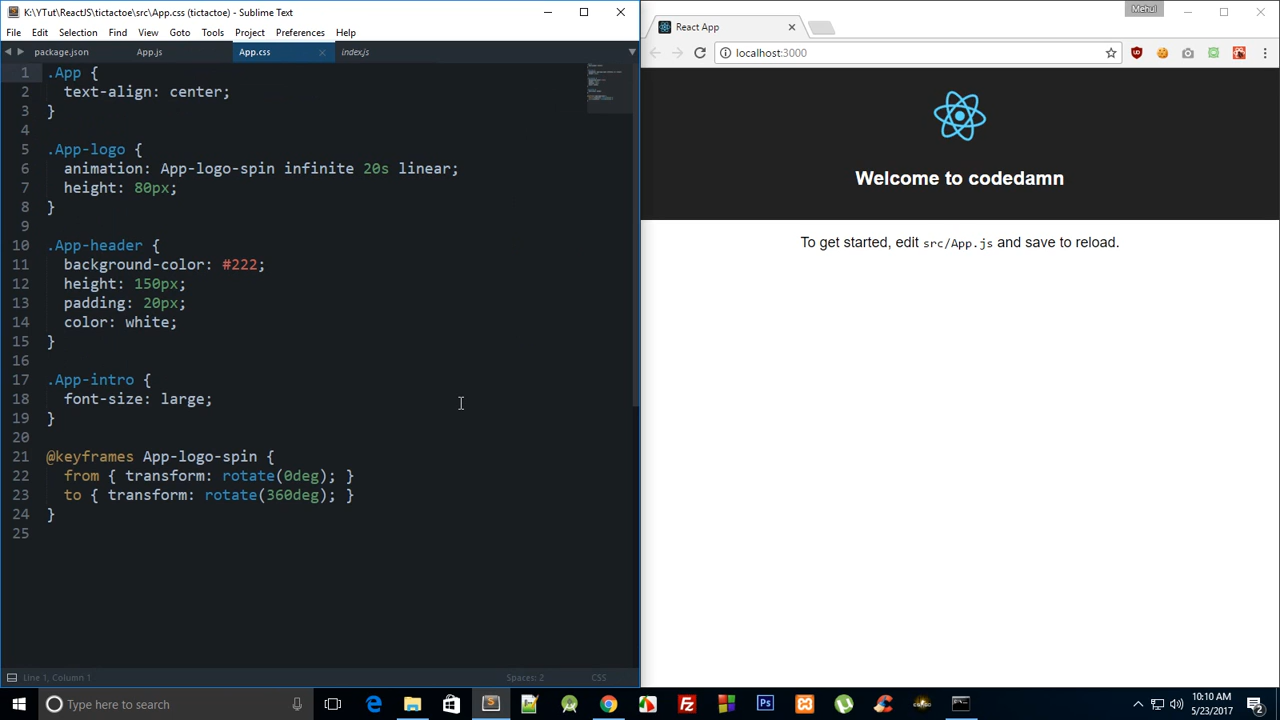 K:\YTut\ReactJS\tictactoe\src\App.css (tictactoe) - Sublime Text
File Edit Selection Find View Goto Tools Project Preferences Help
package.json App.js App.css index.js
1 .App {
2 text-align: center;
3 }
4
5 .App-logo {
6 animation: App-logo-spin infinite 20s linear;
7 height: 80px;
8 }
9
10 .App-header {
11 background-color: #222;
12 height: 150px;
13 padding: 20px;
14 color: white;
15 }
16
17 .App-intro {
18 font-size: large;
19 }
20
21 @keyframes App-logo-spin {
22 from { transform: rotate(0deg); }
23 to { transform: rotate(360deg); }
24 }
25
Line 1, Column 1 Spaces: 2 CSS
Mehul
React App
localhost:3000
Welcome to codedamn
To get started, edit src/App.js and save to reload.
Type here to search
10:10 AM
5/23/2017
2